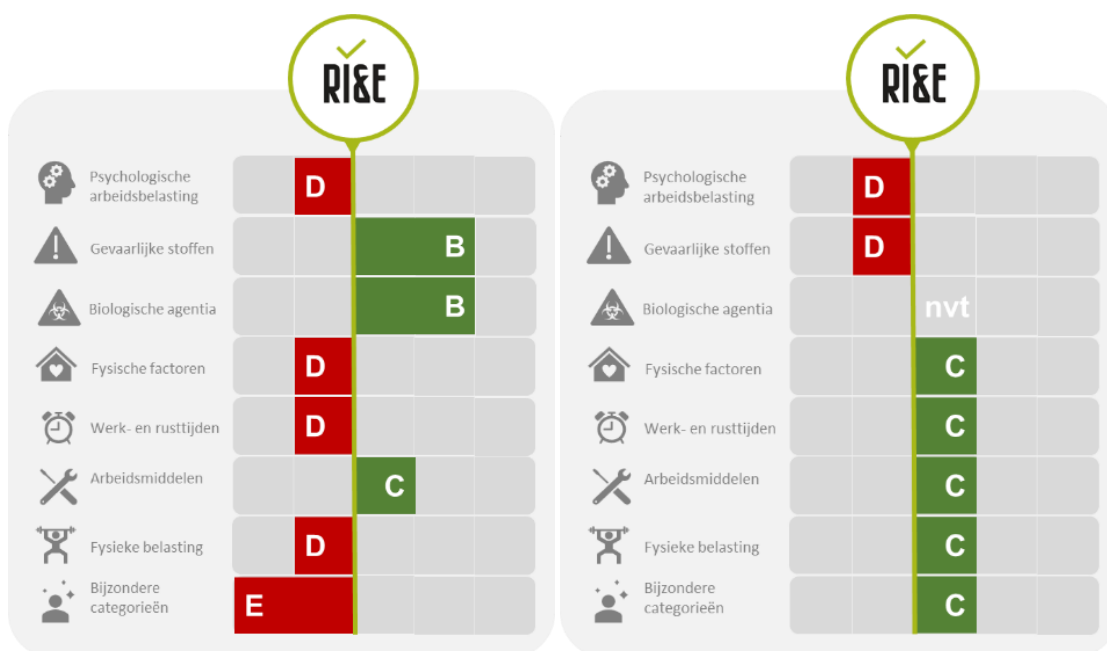 RI&E
Psychologische
arbeidsbelasting
D
Gevaarlijke stoffen
B
Biologische agentia
B
Fysische factoren
D
Werk- en rusttijden
D
Arbeidsmiddelen
C
Fysieke belasting
D
Bijzondere
categorieën
E
RI&E
Psychologische
arbeidsbelasting
D
Gevaarlijke stoffen
D
Biologische agentia
nvt
Fysische factoren
C
Werk- en rusttijden
C
Arbeidsmiddelen
C
Fysieke belasting
C
Bijzondere
categorieën
C